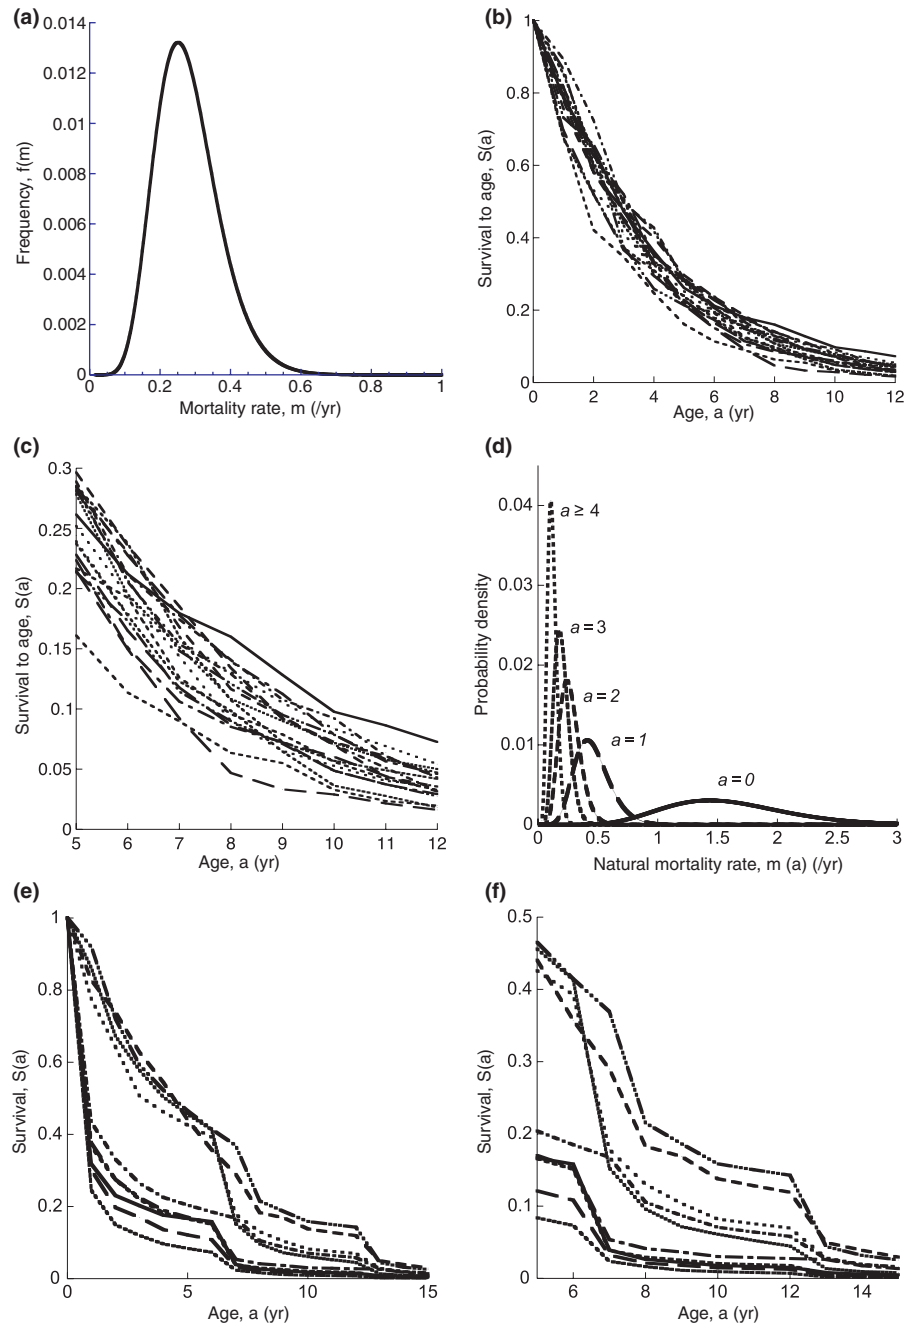 (a)
0.014
0.012
0.01
0.008
0.006
0.004
0.002
0
Frequency, f(m)
0 0.2 0.4 0.6 0.8 1
Mortality rate, m (/yr)
(b)
1
0.8
0.6
0.4
0.2
0
Survival to age, S(a)
0 2 4 6 8 10 12
Age, a (yr)
(c)
0.3
0.25
0.2
0.15
0.1
0.05
0
Survival to age, S(a)
5 6 7 8 9 10 11 12
Age, a (yr)
(d)
0.04
0.03
0.02
0.01
0
Probability density
a ≥ 4
a = 3
a = 2
a = 1
a = 0
0 0.5 1 1.5 2 2.5 3
Natural mortality rate, m (a) (/yr)
(e)
1
0.8
0.6
0.4
0.2
0
Survival, S(a)
0 5 10 15
Age, a (yr)
(f)
0.5
0.4
0.3
0.2
0.1
0
Survival, S(a)
6 8 10 12 14
Age, a (yr)